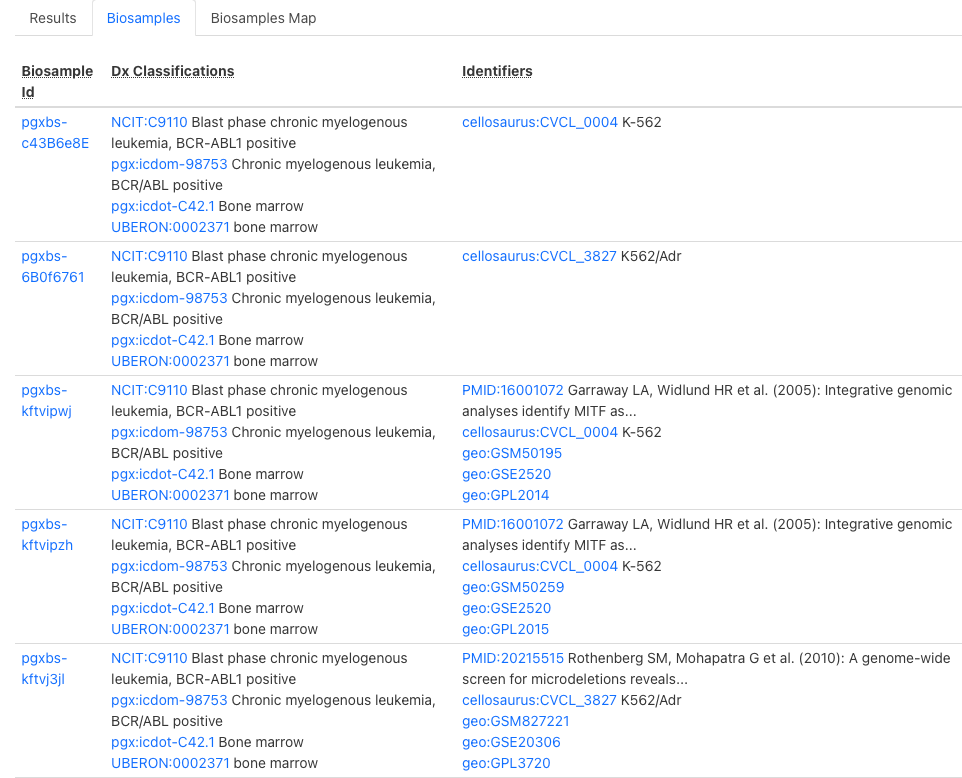 Results Biosamples Biosamples Map
Biosample Id Dx Classifications Identifiers
pgxbs-
c43B6e8E
NCIT:C9110 Blast phase chronic myelogenous
leukemia, BCR-ABL1 positive
pgx:icdom-98753 Chronic myelogenous leukemia,
BCR/ABL positive
pgx:icdot-C42.1 Bone marrow
UBERON:0002371 bone marrow
cellosaurus:CVCL_0004 K-562
pgxbs-
6B0f6761
NCIT:C9110 Blast phase chronic myelogenous
leukemia, BCR-ABL1 positive
pgx:icdom-98753 Chronic myelogenous leukemia,
BCR/ABL positive
pgx:icdot-C42.1 Bone marrow
UBERON:0002371 bone marrow
cellosaurus:CVCL_3827 K562/Adr
pgxbs-
kftvipwj
NCIT:C9110 Blast phase chronic myelogenous
leukemia, BCR-ABL1 positive
pgx:icdom-98753 Chronic myelogenous leukemia,
BCR/ABL positive
pgx:icdot-C42.1 Bone marrow
UBERON:0002371 bone marrow
PMID:16001072 Garraway LA, Widlund HR et al. (2005): Integrative genomic
analyses identify MITF as...
cellosaurus:CVCL_0004 K-562
geo:GSM50195
geo:GSE2520
geo:GPL2014
pgxbs-
kftvipzh
NCIT:C9110 Blast phase chronic myelogenous
leukemia, BCR-ABL1 positive
pgx:icdom-98753 Chronic myelogenous leukemia,
BCR/ABL positive
pgx:icdot-C42.1 Bone marrow
UBERON:0002371 bone marrow
PMID:16001072 Garraway LA, Widlund HR et al. (2005): Integrative genomic
analyses identify MITF as...
cellosaurus:CVCL_0004 K-562
geo:GSM50259
geo:GSE2520
geo:GPL2015
pgxbs-
kftvj3jl
NCIT:C9110 Blast phase chronic myelogenous
leukemia, BCR-ABL1 positive
pgx:icdom-98753 Chronic myelogenous leukemia,
BCR/ABL positive
pgx:icdot-C42.1 Bone marrow
UBERON:0002371 bone marrow
PMID:20215515 Rothenberg SM, Mohapatra G et al. (2010): A genome-wide
screen for microdeletions reveals...
cellosaurus:CVCL_3827 K562/Adr
geo:GSM827221
geo:GSE20306
geo:GPL3720